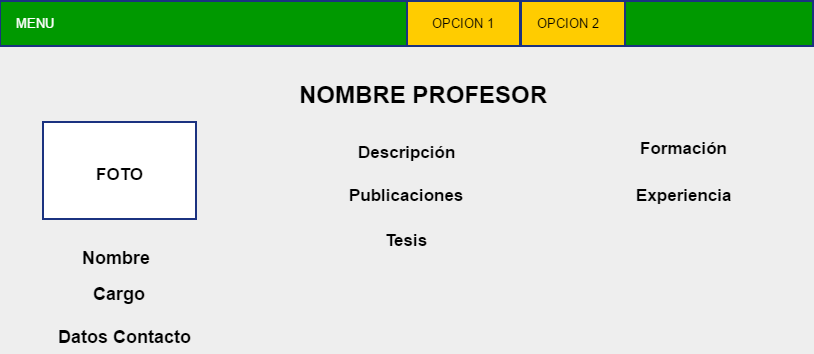 MENU
OPCION 1
OPCION 2
NOMBRE PROFESOR
FOTO
Nombre
Cargo
Datos Contacto
Descripción
Publicaciones
Tesis
Formación
Experiencia